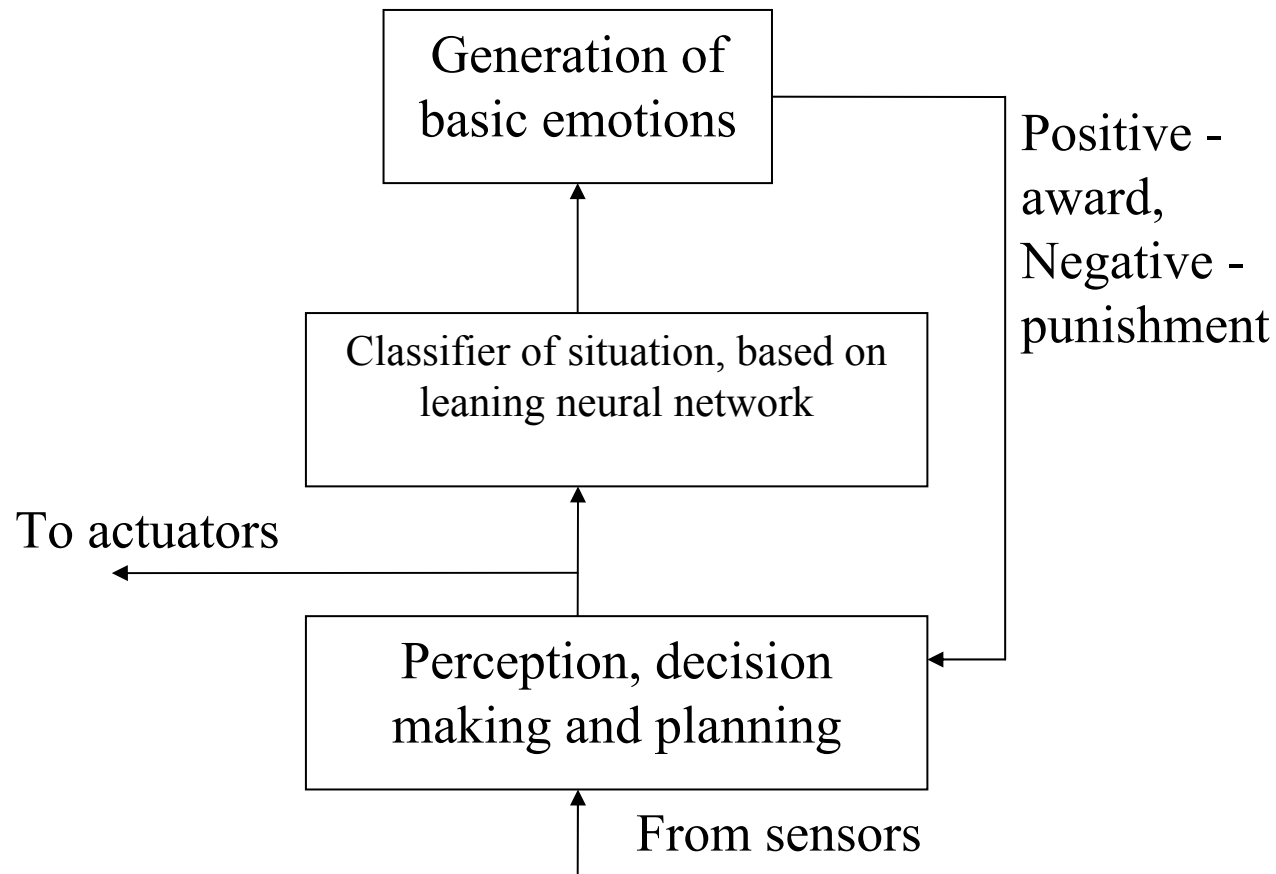 Generation of
basic emotions
Positive -
award,
Negative -
punishment
Classifier of situation, based on
leaning neural network
To actuators
Perception, decision
making and planning
From sensors